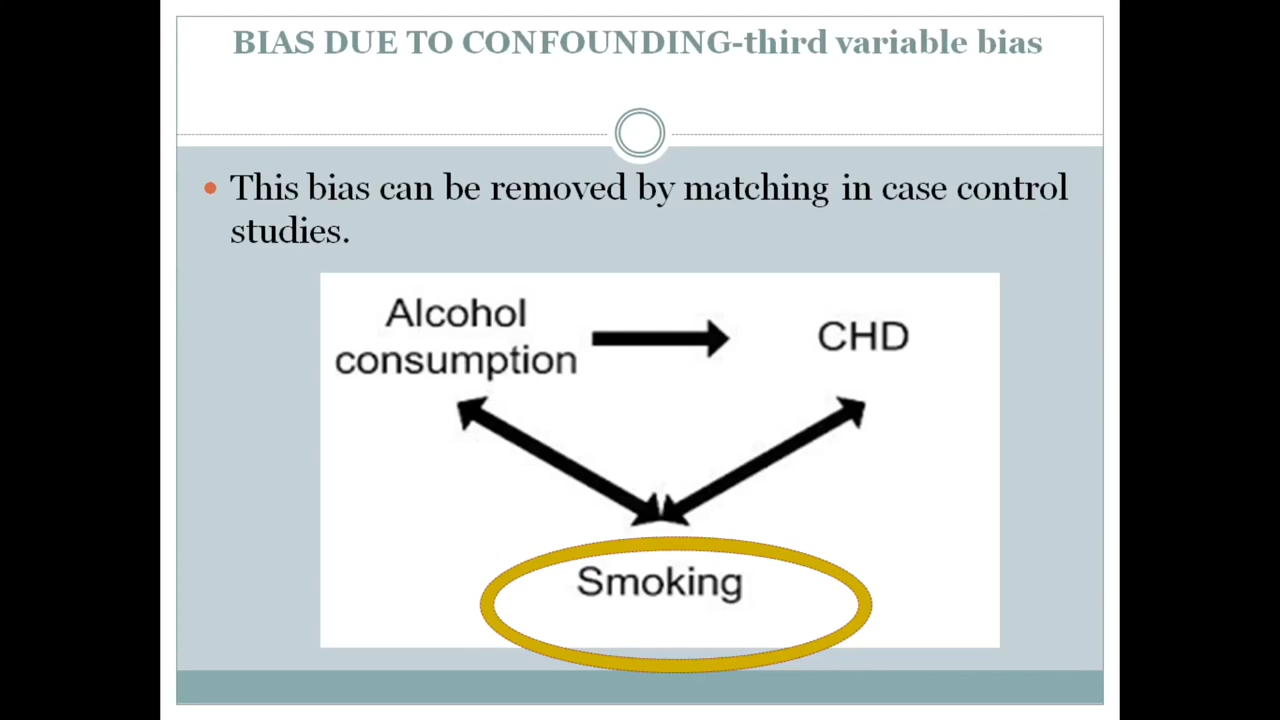 BIAS DUE TO CONFOUNDING-third variable bias
• This bias can be removed by matching in case control
studies.
Alcohol
consumption
CHD
Smoking